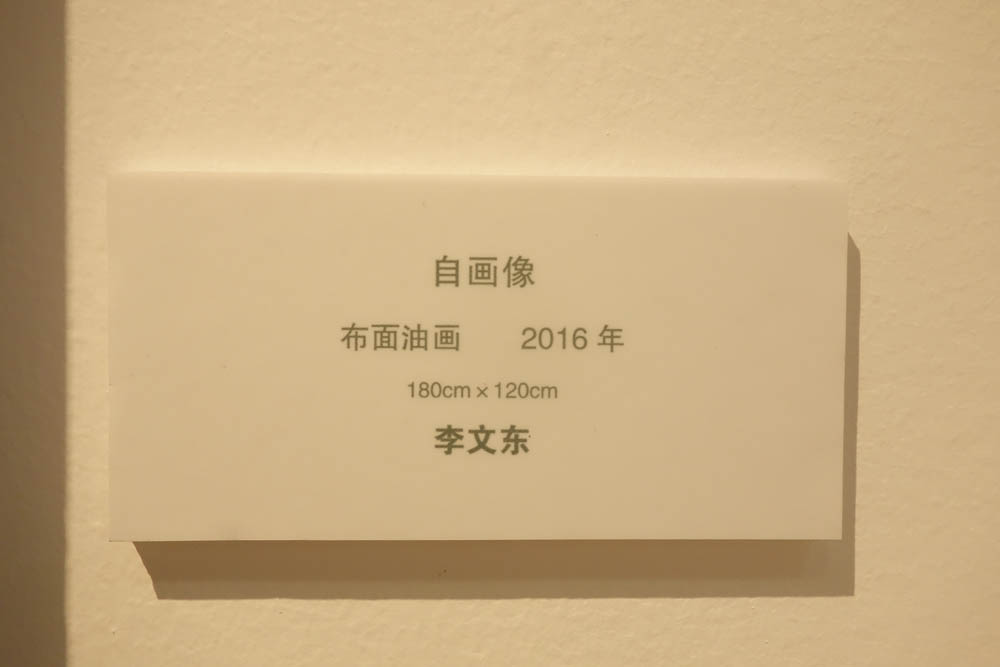 自画像
布面油画 2016 年
180cm×120cm
李文东